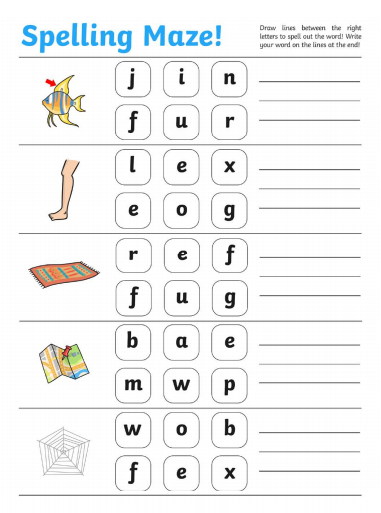 Spelling Maze!
Draw lines between the right
letters to spell out the word! Write
your word on the lines at the end!
j i n
f u r
l e x
e o g
r e f
f u g
b a e
m w p
w o b
f e x